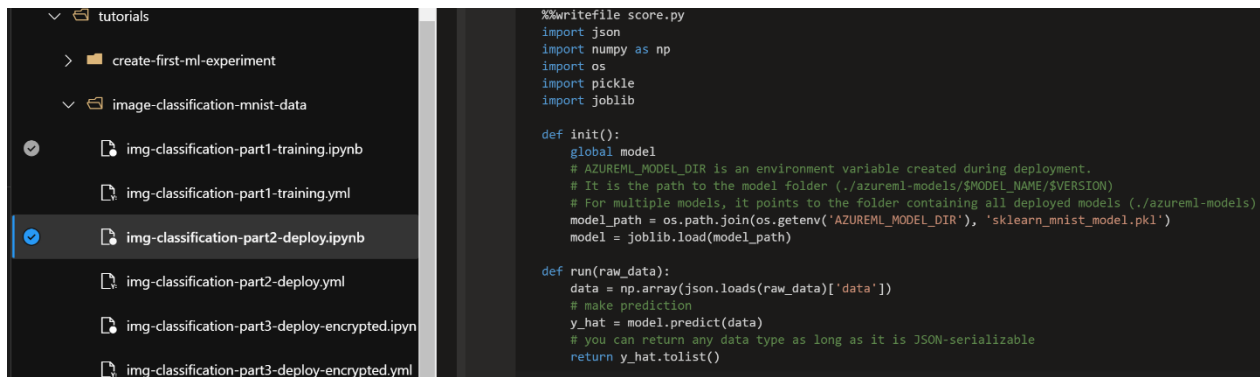 tutorials
create-first-ml-experiment
image-classification-mnist-data
img-classification-part1-training.ipynb
img-classification-part1-training.yml
img-classification-part2-deploy.ipynb
img-classification-part2-deploy.yml
img-classification-part3-deploy-encrypted.ipyn
img-classification-part3-deploy-encrypted.yml
%%writefile score.py
import json
import numpy as np
import os
import pickle
import joblib

def init():
    global model
    # AZUREML_MODEL_DIR is an environment variable created during deployment.
    # It is the path to the model folder (./azureml-models/$MODEL_NAME/$VERSION)
    # For multiple models, it points to the folder containing all deployed models (./azureml-models)
    model_path = os.path.join(os.getenv('AZUREML_MODEL_DIR'), 'sklearn_mnist_model.pkl')
    model = joblib.load(model_path)

def run(raw_data):
    data = np.array(json.loads(raw_data)['data'])
    # make prediction
    y_hat = model.predict(data)
    # you can return any data type as long as it is JSON-serializable
    return y_hat.tolist()